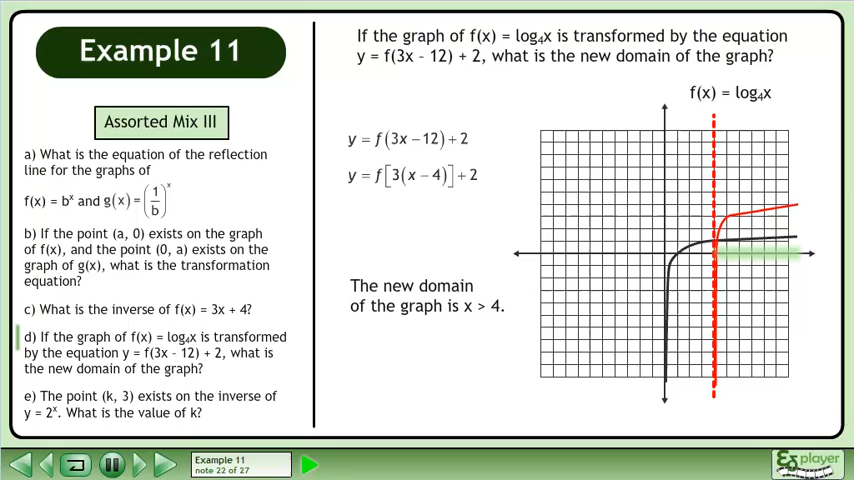 Example 11
Assorted Mix III
a) What is the equation of the reflection
line for the graphs of
f(x) = bˣ and g(x) = (1/b)ˣ
b) If the point (a, 0) exists on the graph
of f(x), and the point (0, a) exists on the
graph of g(x), what is the transformation
equation?
c) What is the inverse of f(x) = 3x + 4?
d) If the graph of f(x) = log₄x is transformed
by the equation y = f(3x – 12) + 2, what is
the new domain of the graph?
e) The point (k, 3) exists on the inverse of
y = 2ˣ. What is the value of k?
If the graph of f(x) = log₄x is transformed by the equation
y = f(3x – 12) + 2, what is the new domain of the graph?
f(x) = log₄x
y = f(3x – 12) + 2
y = f[3(x – 4)] + 2
The new domain
of the graph is x > 4.
Example 11
note 22 of 27
player